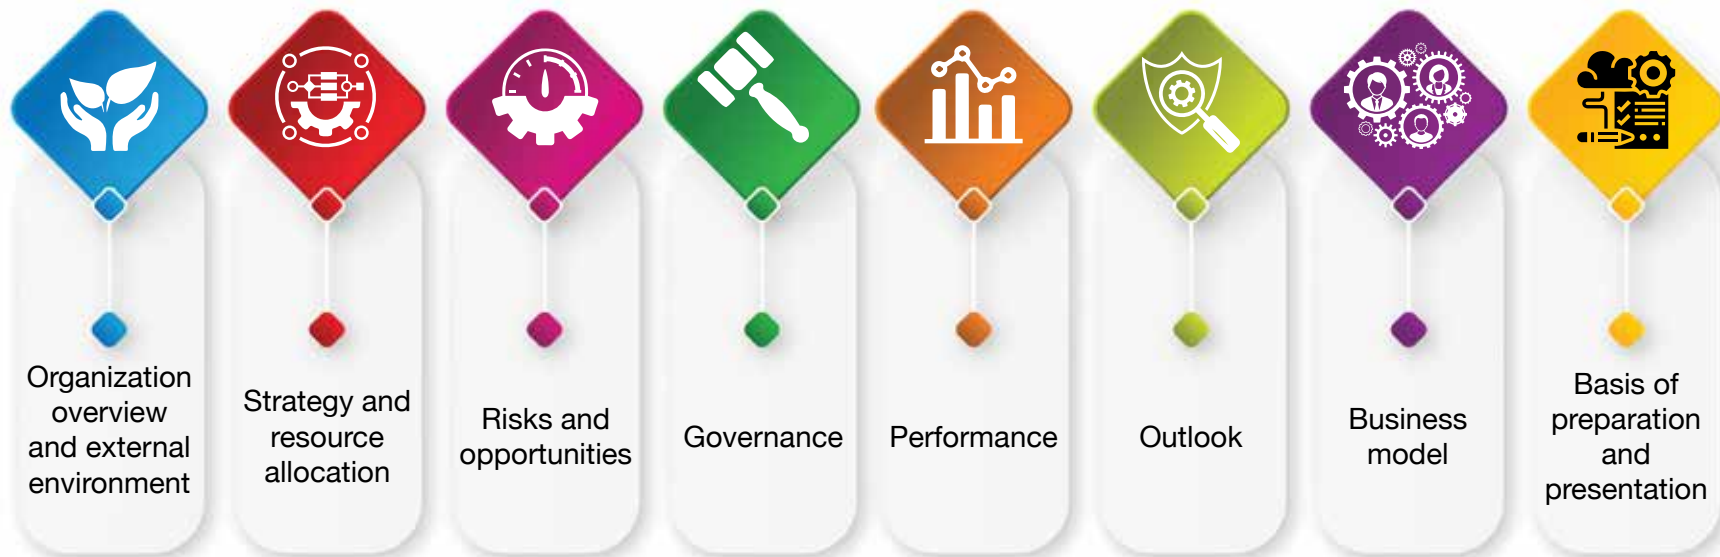 Organization
overview
and external
environment
Strategy and
resource
allocation
Risks and
opportunities
Governance
Performance
Outlook
Business
model
Basis of
preparation
and
presentation